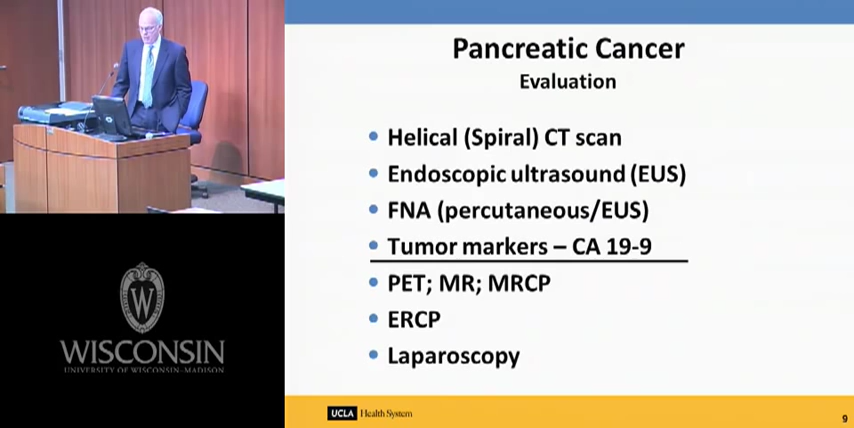 Pancreatic Cancer
Evaluation
• Helical (Spiral) CT scan
• Endoscopic ultrasound (EUS)
• FNA (percutaneous/EUS)
• Tumor markers – CA 19-9
• PET; MR; MRCP
• ERCP
• Laparoscopy
UCLA Health System
9
W
WISCONSIN
UNIVERSITY OF WISCONSIN–MADISON